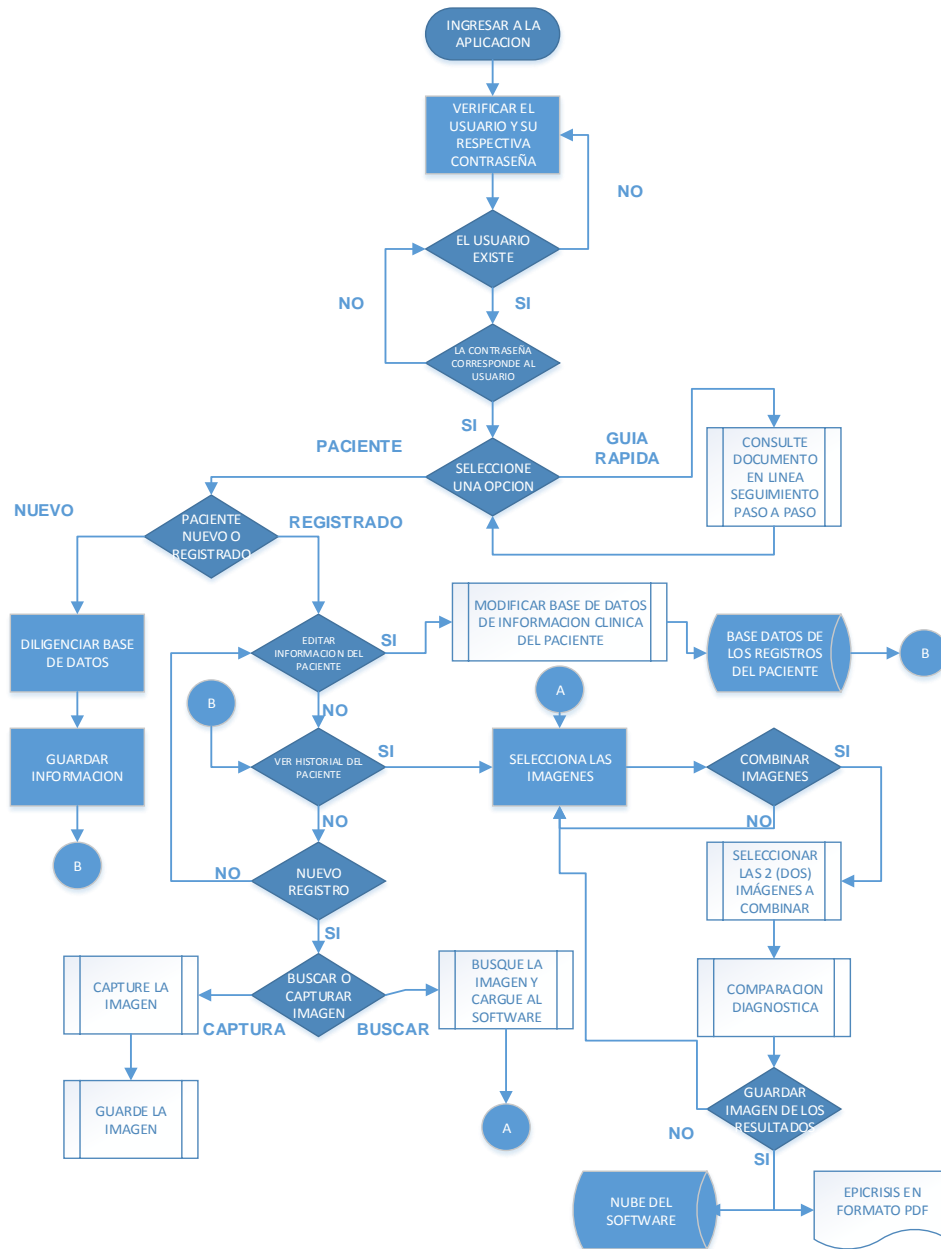 INGRESAR A LA
APLICACION
VERIFICAR EL
USUARIO Y SU
RESPECTIVA
CONTRASEÑA
NO
EL USUARIO
EXISTE
NO
SI
LA CONTRASEÑA
CORRESPONDE AL
USUARIO
SI
PACIENTE
GUIA
RAPIDA
SELECCIONE
UNA OPCION
CONSULTE
DOCUMENTO
EN LINEA
SEGUIMIENTO
PASO A PASO
NUEVO
PACIENTE
NUEVO O
REGISTRADO
REGISTRADO
DILIGENCIAR BASE
DE DATOS
EDITAR
INFORMACION DEL
PACIENTE
SI
MODIFICAR BASE DE DATOS
DE INFORMACION CLINICA
DEL PACIENTE
BASE DATOS DE
LOS REGISTROS
DEL PACIENTE
B
B
NO
A
GUARDAR
INFORMACION
VER HISTORIAL DEL
PACIENTE
SI
SELECCIONA LAS
IMAGENES
COMBINAR
IMAGENES
SI
NO
NO
B
NO
NUEVO
REGISTRO
SELECCIONAR
LAS 2 (DOS)
IMÁGENES A
COMBINAR
SI
CAPTURE LA
IMAGEN
BUSCAR O
CAPTURAR
IMAGEN
BUSQUE LA
IMAGEN Y
CARGUE AL
SOFTWARE
COMPARACION
DIAGNOSTICA
CAPTURA
BUSCAR
GUARDE LA
IMAGEN
A
GUARDAR
IMAGEN DE LOS
RESULTADOS
NO
SI
NUBE DEL
SOFTWARE
EPICRISIS EN
FORMATO PDF